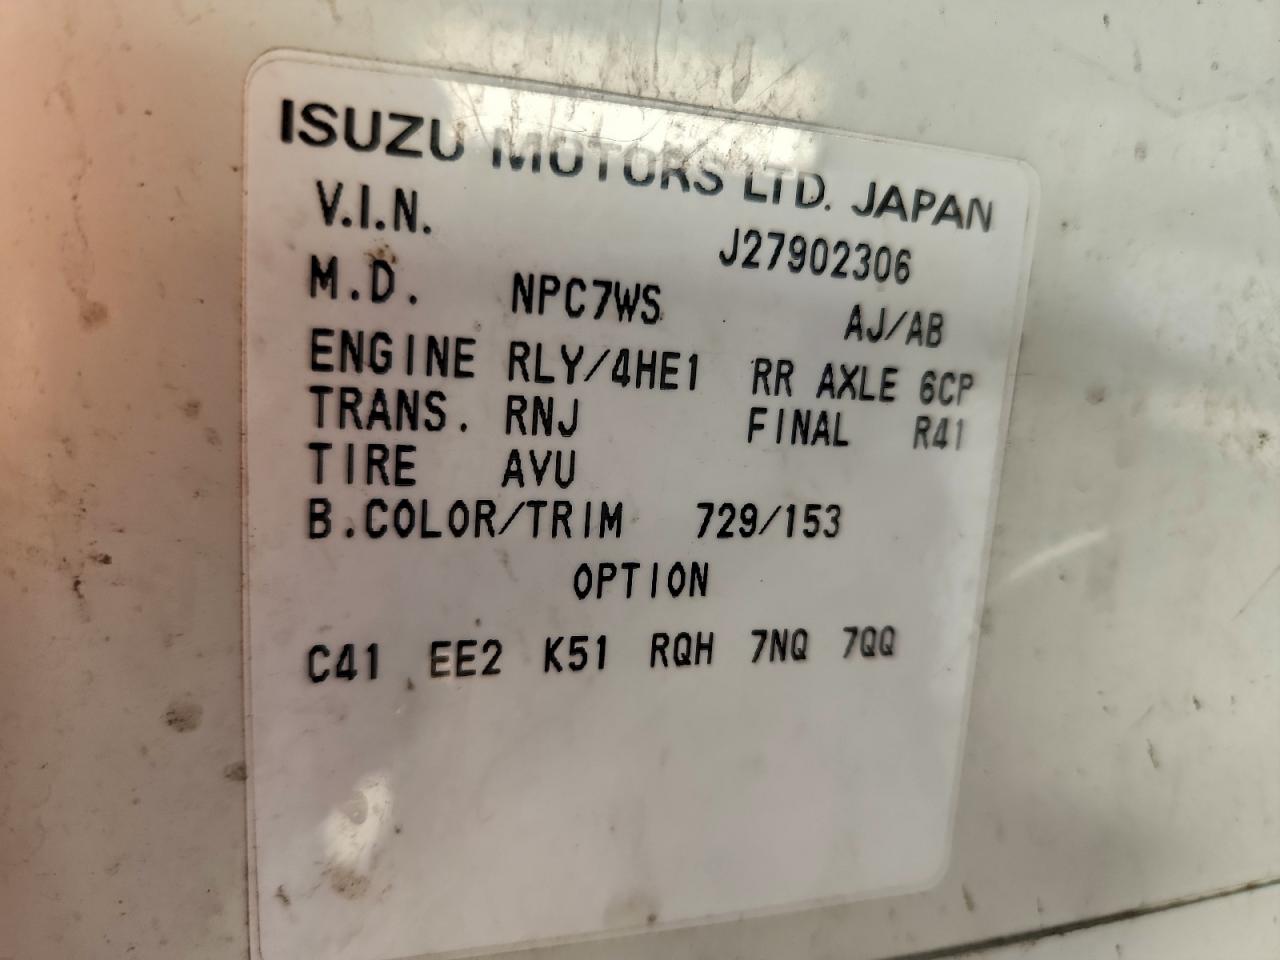 ISUZU MOTORS LTD. JAPAN
V.I.N. J27902306
M.D. NPC7WS AJ/AB
ENGINE RLY/4HE1 RR AXLE 6CP
TRANS. RNJ FINAL R41
TIRE AVU
B.COLOR/TRIM 729/153
OPTION
C41 EE2 K51 RQH 7NQ 7QQ